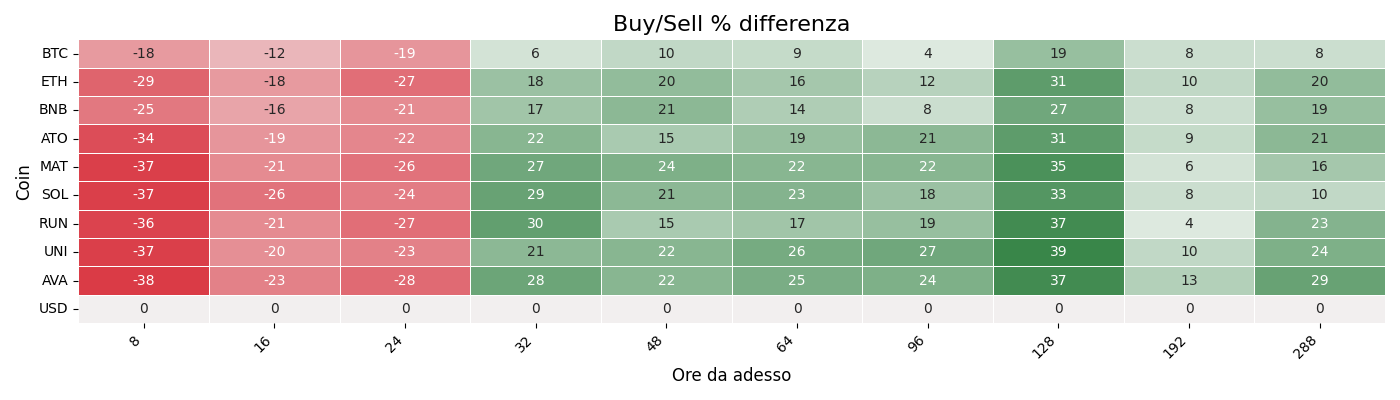 Buy/Sell % differenza
Coin
BTC -18 -12 -19 6 10 9 4 19 8 8
ETH -29 -18 -27 18 20 16 12 31 10 20
BNB -25 -16 -21 17 21 14 8 27 8 19
ATO -34 -19 -22 22 15 19 21 31 9 21
MAT -37 -21 -26 27 24 22 22 35 6 16
SOL -37 -26 -24 29 21 23 18 33 8 10
RUN -36 -21 -27 30 15 17 19 37 4 23
UNI -37 -20 -23 21 22 26 27 39 10 24
AVA -38 -23 -28 28 22 25 24 37 13 29
USD 0 0 0 0 0 0 0 0 0 0
8 16 24 32 48 64 96 128 192 288
Ore da adesso